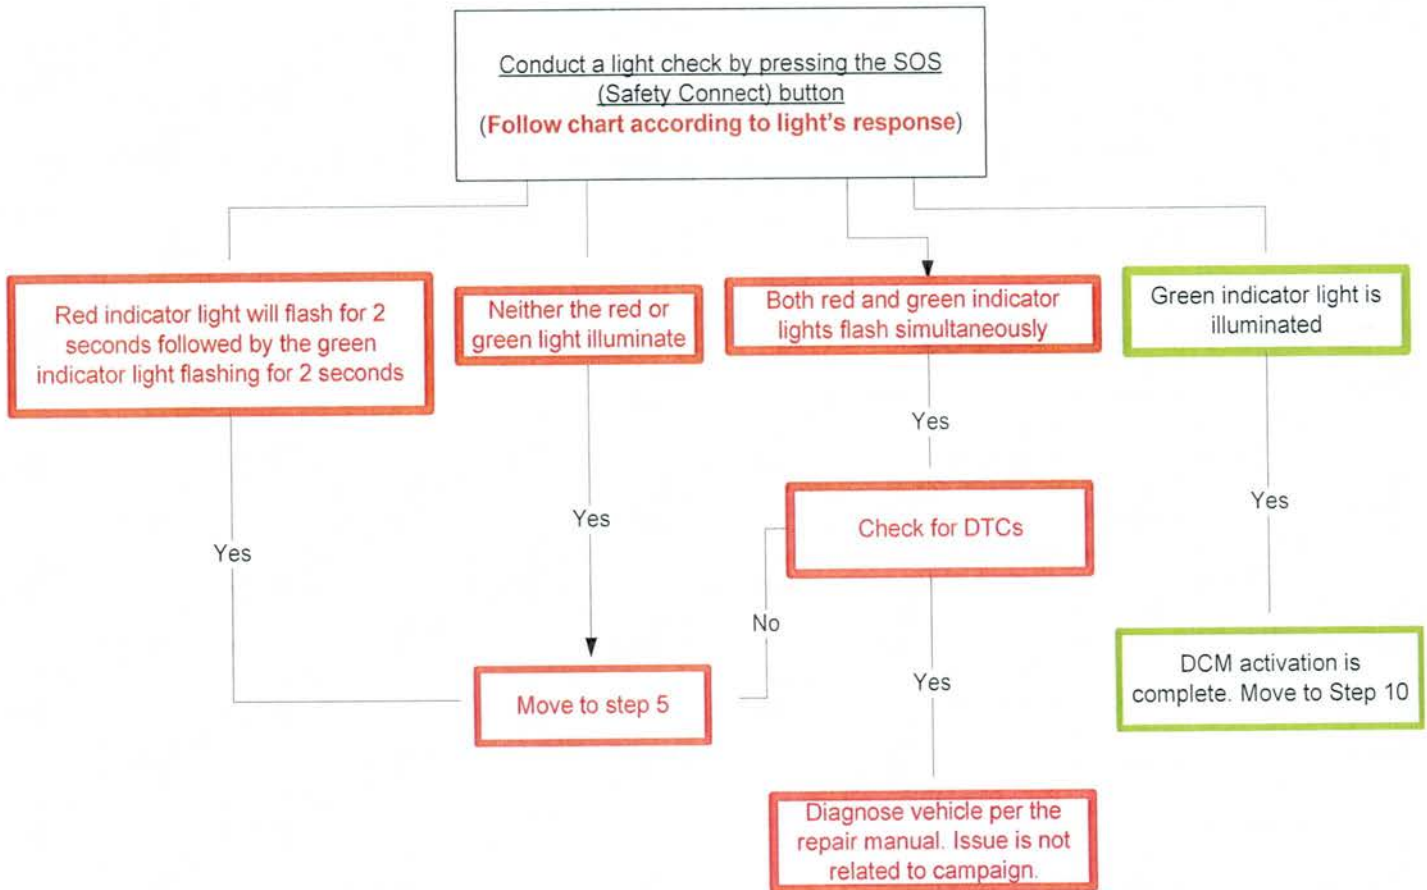 Conduct a light check by pressing the SOS
(Safety Connect) button
(Follow chart according to light's response)
Red indicator light will flash for 2
seconds followed by the green
indicator light flashing for 2 seconds
Neither the red or
green light illuminate
Both red and green indicator
lights flash simultaneously
Green indicator light is
illuminated
Yes
Yes
Yes
Yes
Check for DTCs
No
Yes
Move to step 5
DCM activation is
complete. Move to Step 10
Diagnose vehicle per the
repair manual. Issue is not
related to campaign.